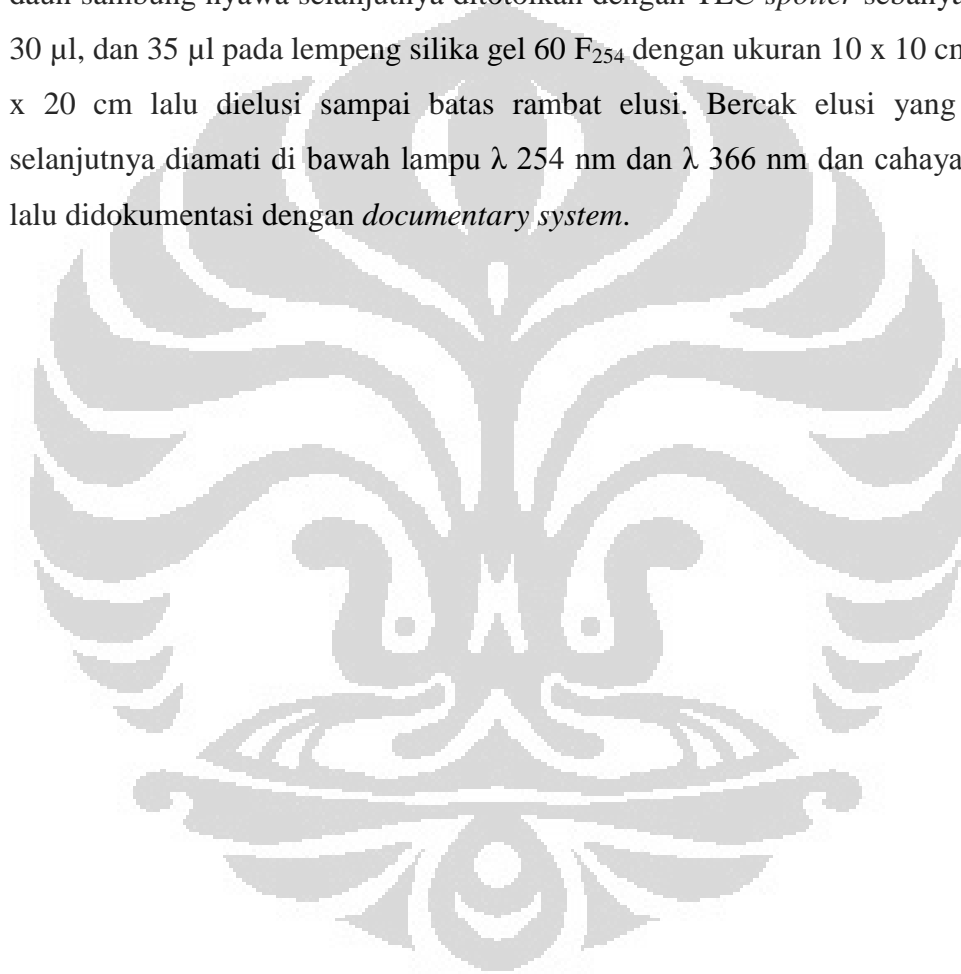 daun sambung nyawa selanjutnya ditotolkan dengan TLC spotter
30 µl, dan 35 µl pada lempeng silika gel 60 F254 dengan ukuran 10 x 10
x 20 cm lalu dielusi sampai batas rambat elusi. Bercak elusi yang
selanjutnya diamati di bawah lampu λ 254 nm dan λ 366 nm dan cahaya
lalu didokumentasi dengan documentary system.